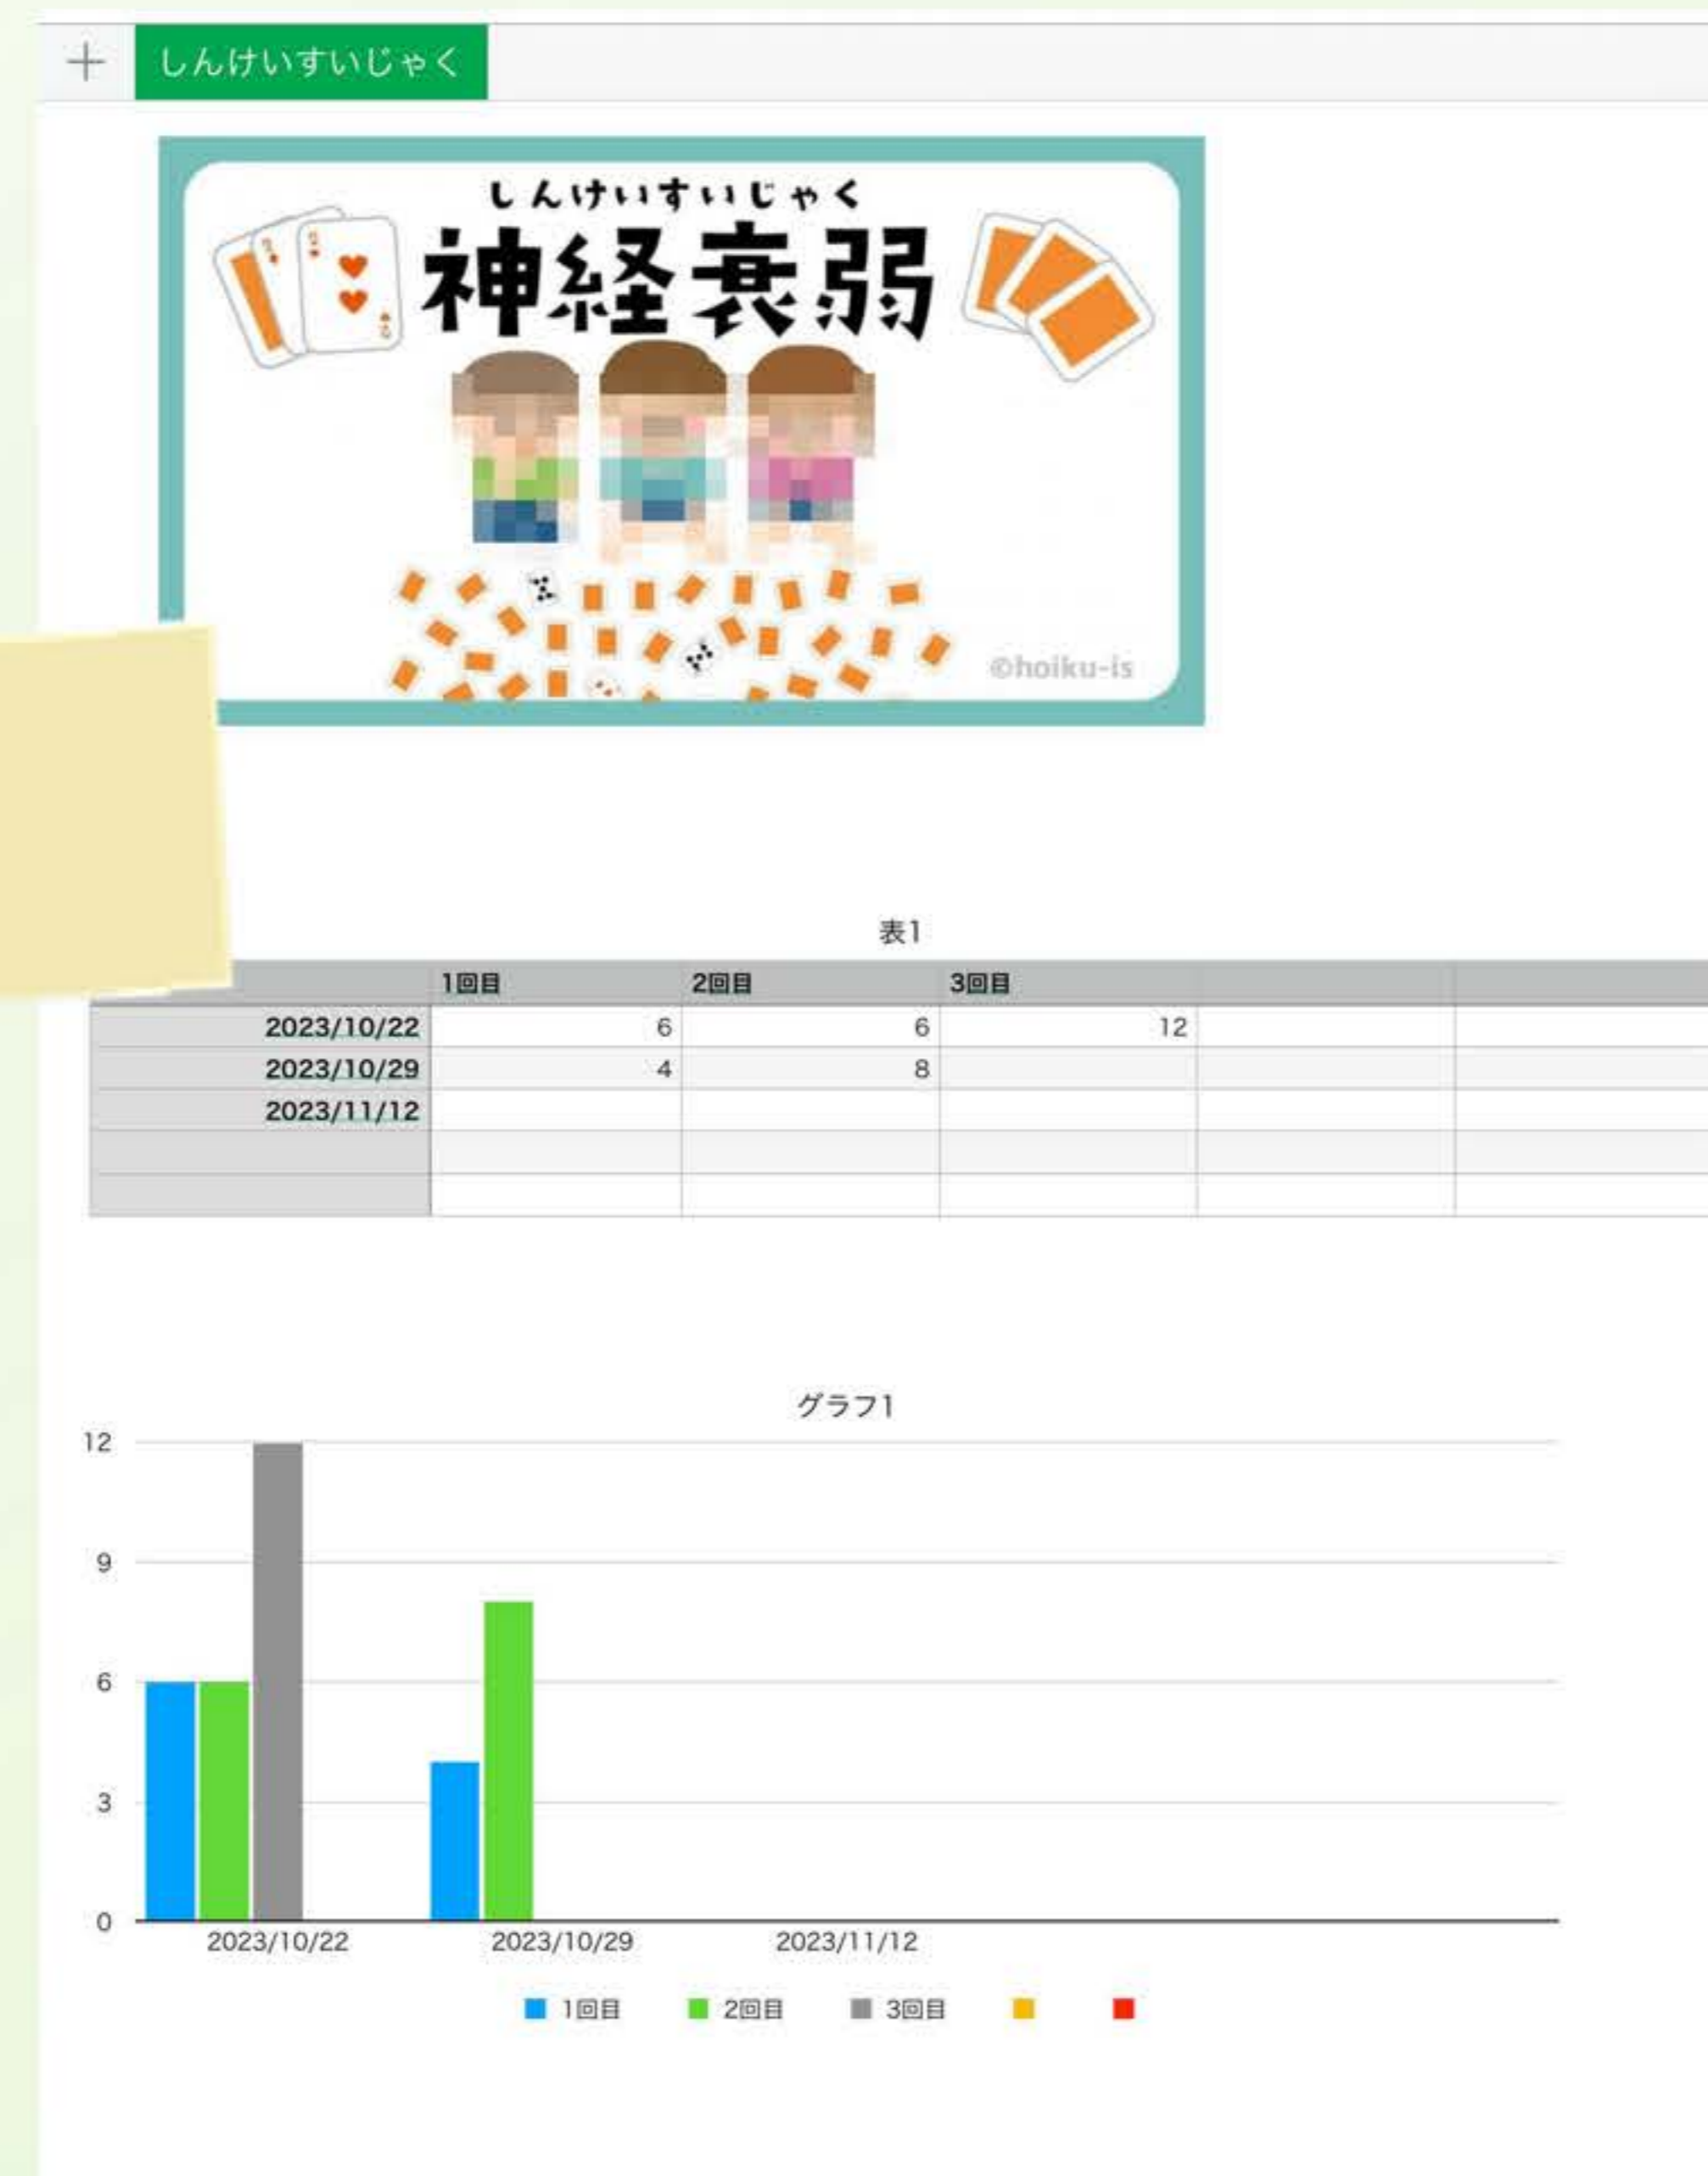 しんけいすいじゃく
しんけいすいじゃく
神経衰弱
©hoiku-is
表1
1回目 2回目 3回目
2023/10/22 6 6 12
2023/10/29 4 8
2023/11/12
グラフ1
12
9
6
3
0
2023/10/22 2023/10/29 2023/11/12
1回目 2回目 3回目